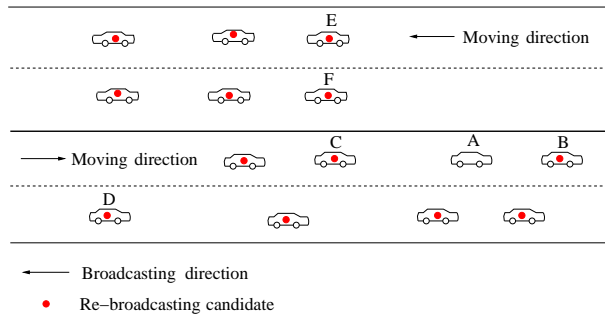 E
Moving direction
F
C
A
B
Moving direction
D
Broadcasting direction
Re−broadcasting candidate